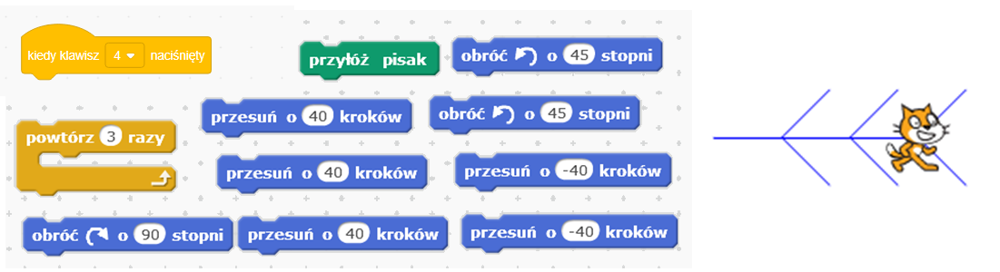 kiedy klawisz 4 naciśnięty
przyłóż pisak
obróć o 45 stopni
powtórz 3 razy
przesuń o 40 kroków
obróć o 45 stopni
przesuń o 40 kroków
przesuń o -40 kroków
obróć o 90 stopni
przesuń o 40 kroków
przesuń o -40 kroków